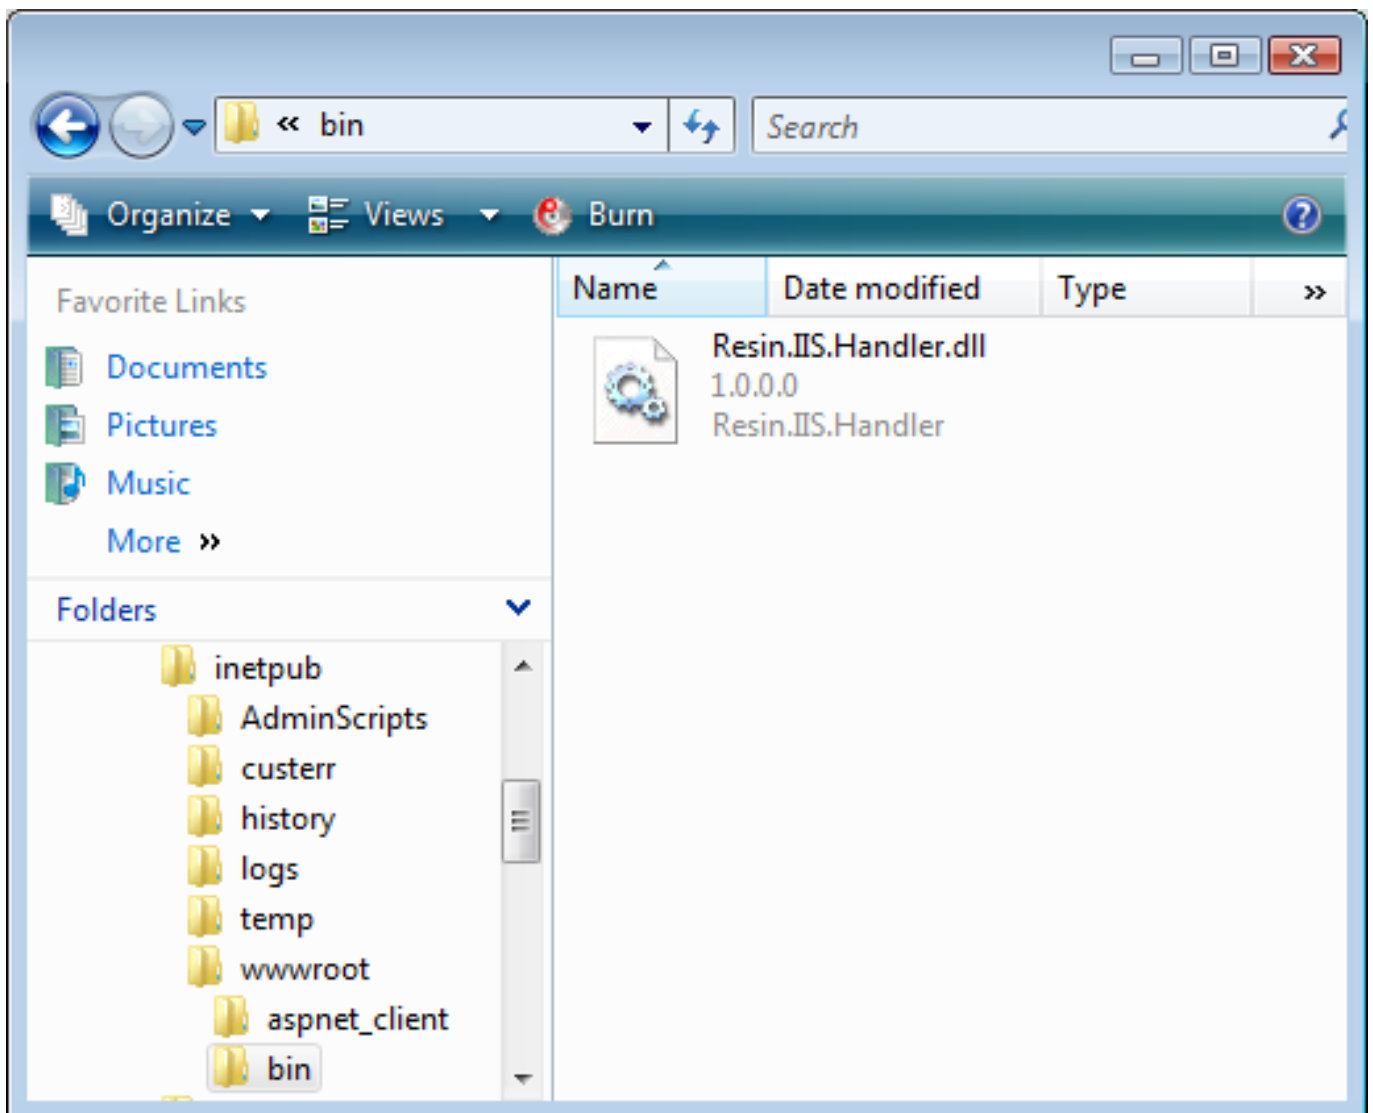 « bin
Search
Organize Views Burn
Favorite Links
Documents
Pictures
Music
More »
Folders
inetpub
AdminScripts
custerr
history
logs
temp
wwwroot
aspnet_client
bin
Name Date modified Type »
Resin.IIS.Handler.dll
1.0.0.0
Resin.IIS.Handler